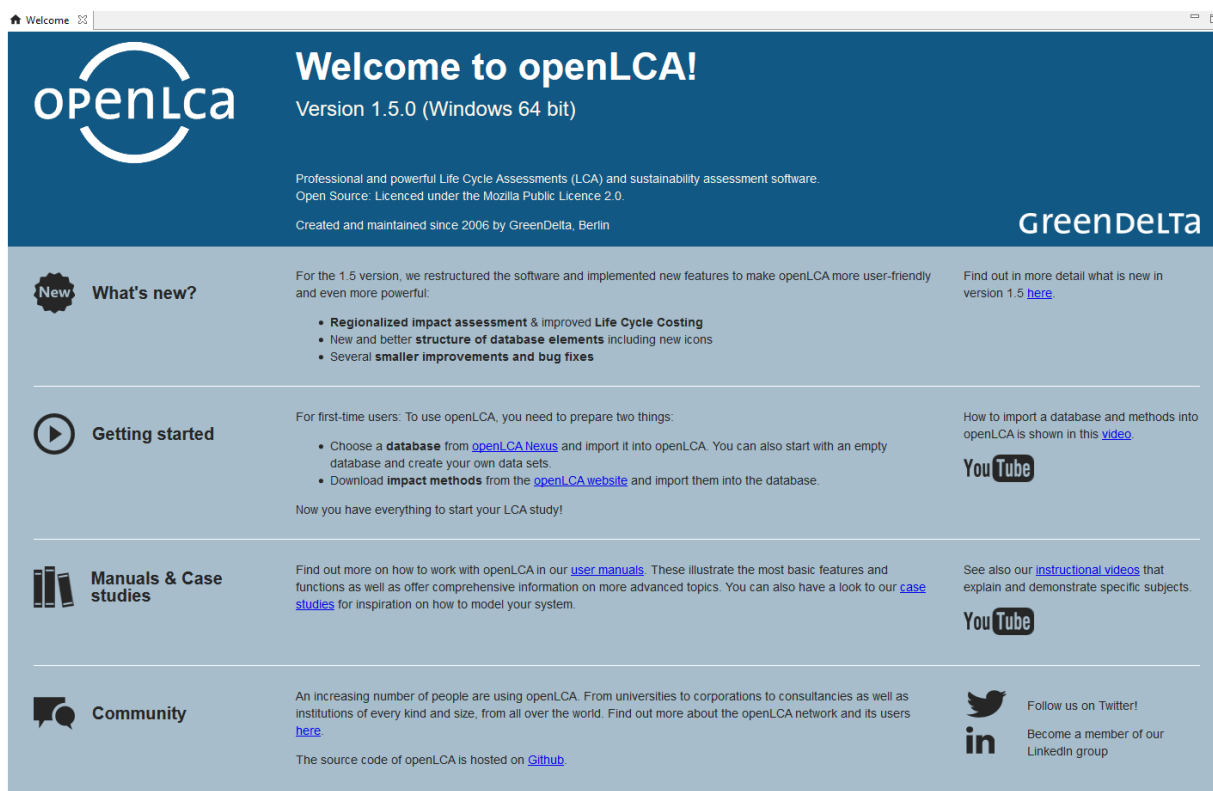 Welcome
openLCA
Welcome to openLCA!
Version 1.5.0 (Windows 64 bit)
Professional and powerful Life Cycle Assessments (LCA) and sustainability assessment software.
Open Source: Licenced under the Mozilla Public Licence 2.0.
Created and maintained since 2006 by GreenDelta, Berlin
GreenDelta
New
What's new?
For the 1.5 version, we restructured the software and implemented new features to make openLCA more user-friendly
and even more powerful:
• Regionalized impact assessment & improved Life Cycle Costing
• New and better structure of database elements including new icons
• Several smaller improvements and bug fixes
Find out in more detail what is new in
version 1.5 here.
Getting started
For first-time users: To use openLCA, you need to prepare two things:
• Choose a database from openLCA Nexus and import it into openLCA. You can also start with an empty
database and create your own data sets.
• Download impact methods from the openLCA website and import them into the database.
Now you have everything to start your LCA study!
How to import a database and methods into
openLCA is shown in this video.
YouTube
Manuals & Case
studies
Find out more on how to work with openLCA in our user manuals. These illustrate the most basic features and
functions as well as offer comprehensive information on more advanced topics. You can also have a look to our case
studies for inspiration on how to model your system.
See also our instructional videos that
explain and demonstrate specific subjects.
YouTube
Community
An increasing number of people are using openLCA. From universities to corporations to consultancies as well as
institutions of every kind and size, from all over the world. Find out more about the openLCA network and its users
here.
The source code of openLCA is hosted on Github.
Follow us on Twitter!
in
Become a member of our
LinkedIn group